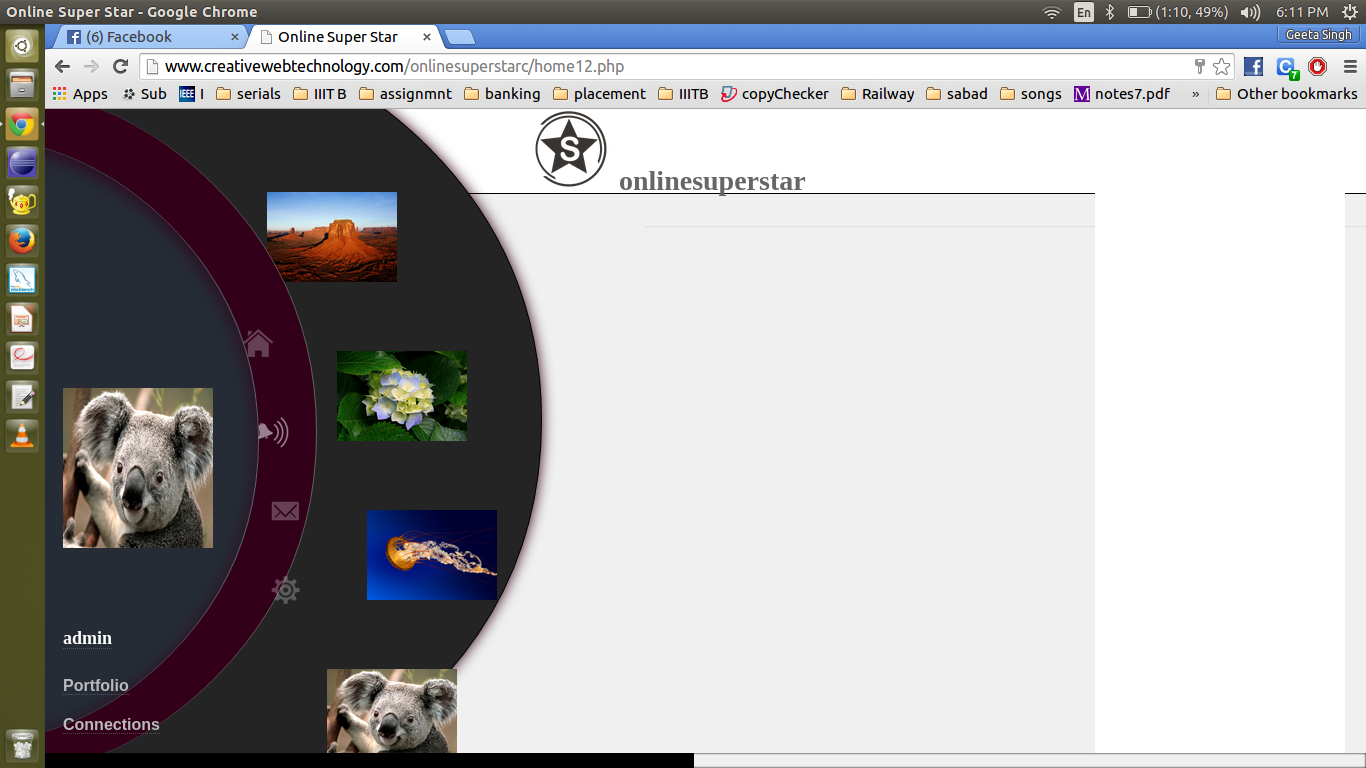 Online Super Star - Google Chrome
En
(1:10, 49%)
6:11 PM
(6) Facebook
Online Super Star
Geeta Singh
www.creativewebtechnology.com/onlinesuperstarc/home12.php
7
Apps
Sub
IEEE I
serials
IIIT B
assignmnt
banking
placement
IIITB
copyChecker
Railway
sabad
songs
M notes7.pdf
»
Other bookmarks
S
onlinesuperstar
admin
Portfolio
Connections